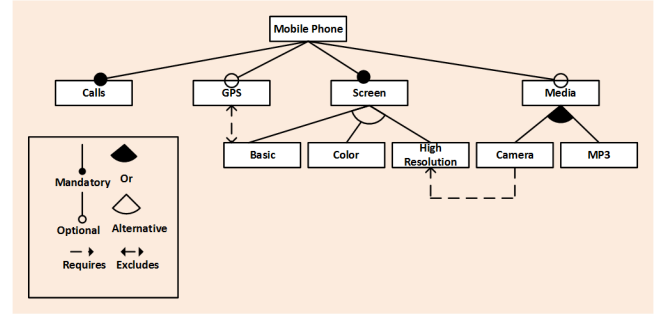 Mobile Phone
Calls
GPS
Screen
Media
Basic
Color
High
Resolution
Camera
MP3
Mandatory
Or
Optional
Alternative
Requires
Excludes